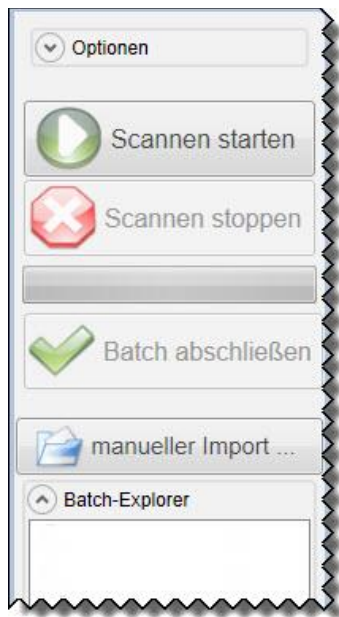 Optionen
Scannen starten
Scannen stoppen
Batch abschließen
manueller Import ...
Batch-Explorer